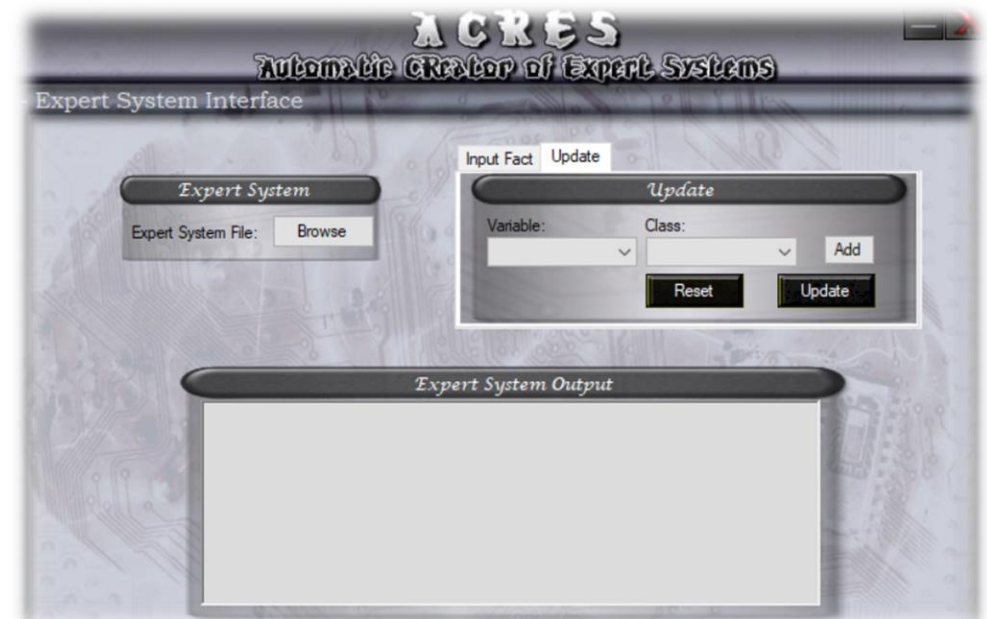 ACRES
Automatic CReator of Expert Systems
Expert System Interface
Input Fact Update
Expert System
Expert System File: Browse
Update
Variable: Class:
Add
Reset Update
Expert System Output